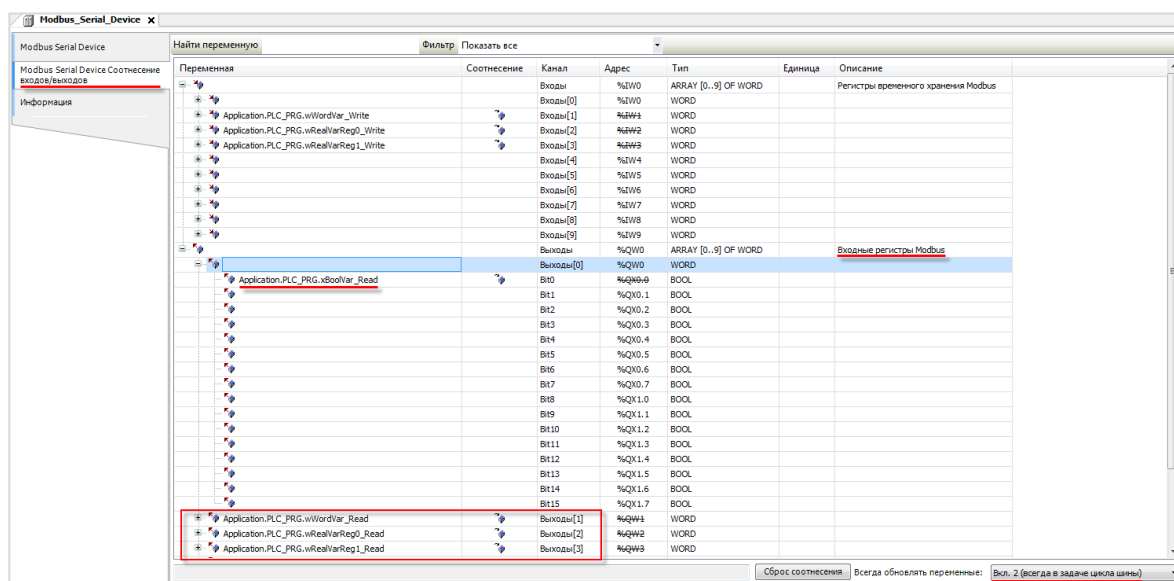 Modbus_Serial_Device X
Modbus Serial Device
Modbus Serial Device Соотнесение входов/выходов
Информация
Найти переменную Фильтр Показать все
Переменная Соотнесение Канал Адрес Тип Единица Описание
Входы %IW0 ARRAY [0..9] OF WORD Регистры временного хранения Modbus
Входы[0] %IW0 WORD
Application.PLC_PRG.wWordVar_Write Входы[1] %IW1 WORD
Application.PLC_PRG.wRealVarReg0_Write Входы[2] %IW2 WORD
Application.PLC_PRG.wRealVarReg1_Write Входы[3] %IW3 WORD
Входы[4] %IW4 WORD
Входы[5] %IW5 WORD
Входы[6] %IW6 WORD
Входы[7] %IW7 WORD
Входы[8] %IW8 WORD
Входы[9] %IW9 WORD
Выходы %QW0 ARRAY [0..9] OF WORD Входные регистры Modbus
Выходы[0] %QW0 WORD
Application.PLC_PRG.xBoolVar_Read Bit0 %QX0.0 BOOL
Bit1 %QX0.1 BOOL
Bit2 %QX0.2 BOOL
Bit3 %QX0.3 BOOL
Bit4 %QX0.4 BOOL
Bit5 %QX0.5 BOOL
Bit6 %QX0.6 BOOL
Bit7 %QX0.7 BOOL
Bit8 %QX1.0 BOOL
Bit9 %QX1.1 BOOL
Bit10 %QX1.2 BOOL
Bit11 %QX1.3 BOOL
Bit12 %QX1.4 BOOL
Bit13 %QX1.5 BOOL
Bit14 %QX1.6 BOOL
Bit15 %QX1.7 BOOL
Application.PLC_PRG.wWordVar_Read Выходы[1] %QW1 WORD
Application.PLC_PRG.wRealVarReg0_Read Выходы[2] %QW2 WORD
Application.PLC_PRG.wRealVarReg1_Read Выходы[3] %QW3 WORD
Сброс соотнесения Всегда обновлять переменные: Вкл. 2 (всегда в задаче цикла шины)